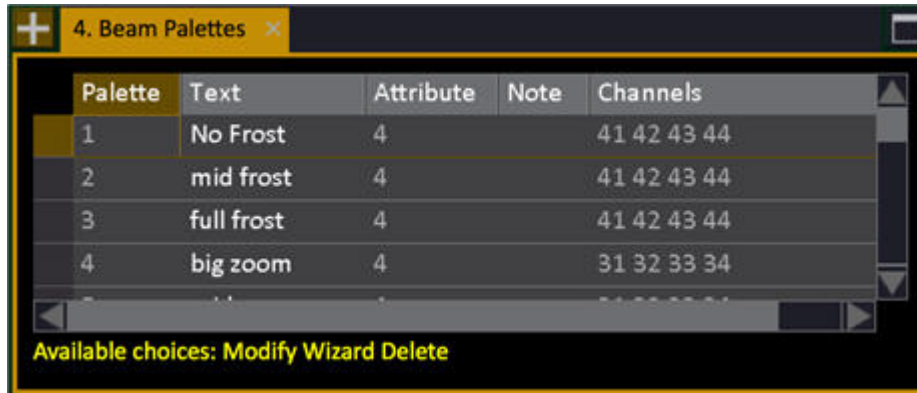 4. Beam Palettes
Palette Text Attribute Note Channels
1 No Frost 4 41 42 43 44
2 mid frost 4 41 42 43 44
3 full frost 4 41 42 43 44
4 big zoom 4 31 32 33 34
Available choices: Modify Wizard Delete